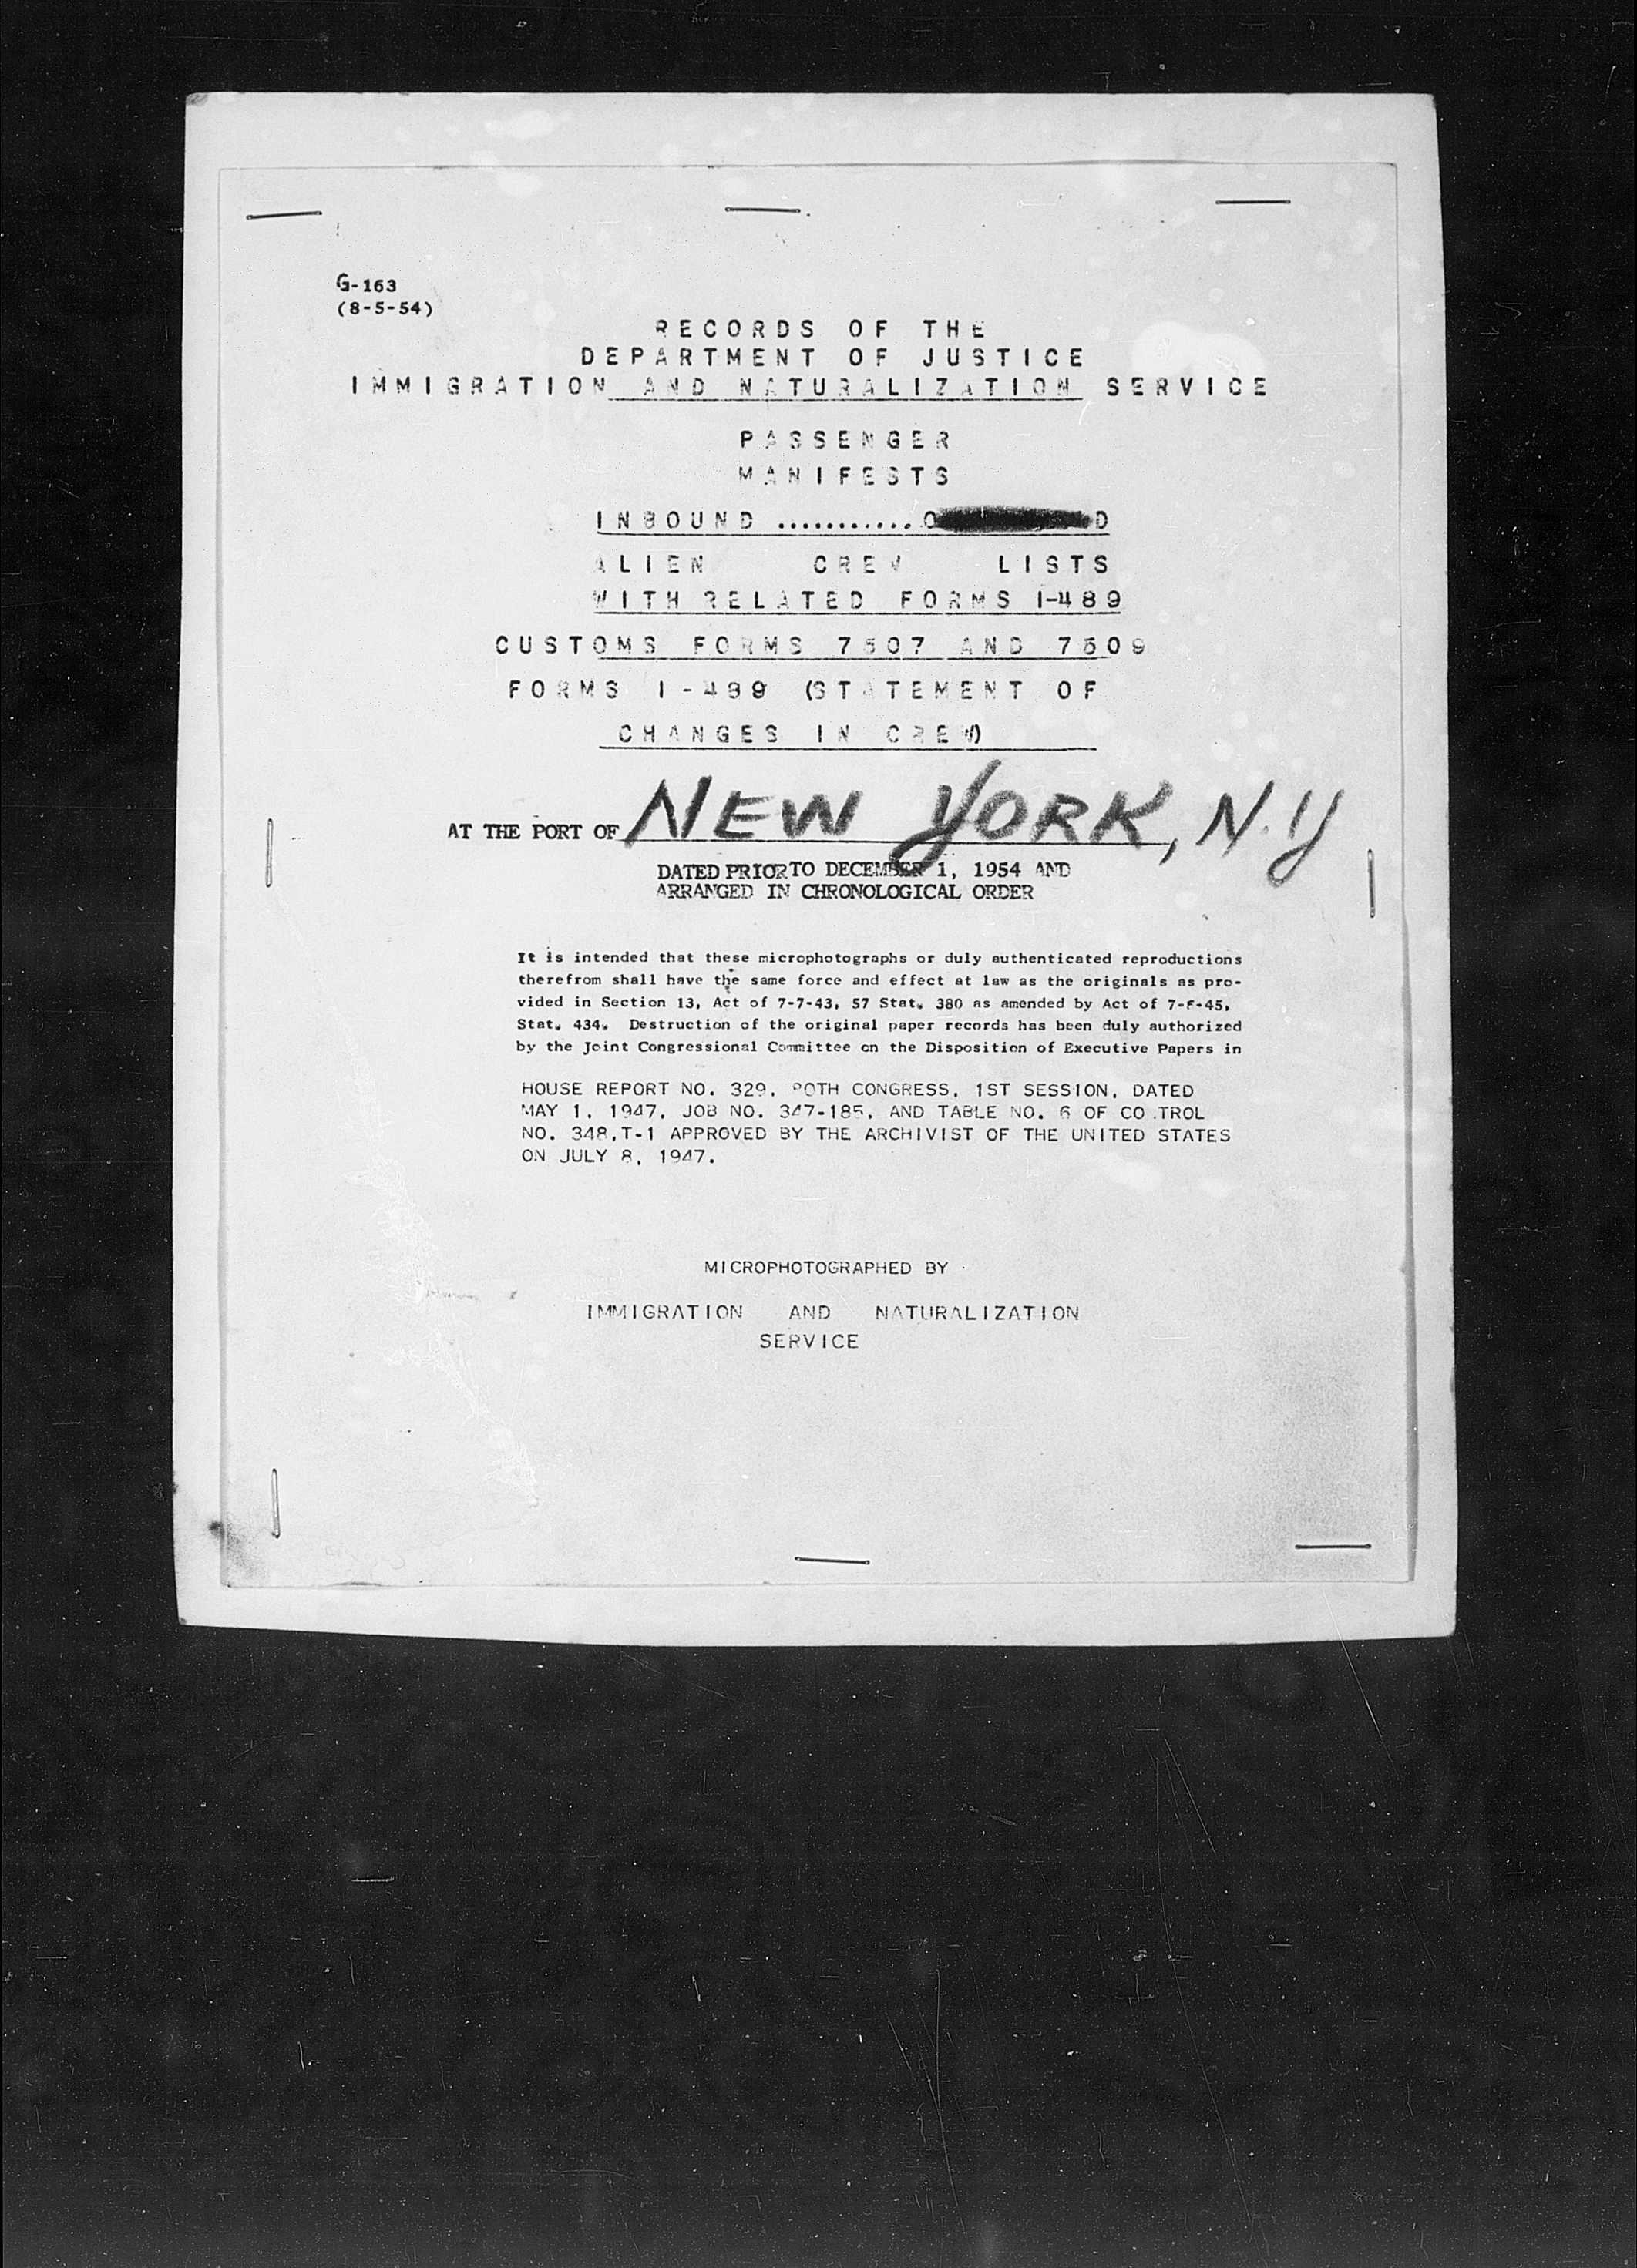 G-163
(8-5-54)
RECORDS OF THE
DEPARTMENT OF JUSTICE
IMMIGRATION AND NATURALIZATION SERVICE
PASSENGER
MANIFESTS
INBOUND ...........O D
ALIEN CREW LISTS
WITH RELATED FORMS I-489
CUSTOMS FORMS 7507 AND 7509
FORMS I-489 (STATEMENT OF
CHANGES IN CREW)
AT THE PORT OF NEW YORK, N.Y
DATED PRIOR TO DECEMBER 1, 1954 AND
ARRANGED IN CHRONOLOGICAL ORDER
It is intended that these microphotographs or duly authenticated reproductions
therefrom shall have the same force and effect at law as the originals as pro-
vided in Section 13, Act of 7-7-43, 57 Stat. 380 as amended by Act of 7-6-45,
Stat. 434. Destruction of the original paper records has been duly authorized
by the Joint Congressional Committee on the Disposition of Executive Papers in
HOUSE REPORT NO. 329, 80TH CONGRESS, 1ST SESSION, DATED
MAY 1, 1947, JOB NO. 347-185, AND TABLE NO. 6 OF CO TROL
NO. 348,T-1 APPROVED BY THE ARCHIVIST OF THE UNITED STATES
ON JULY 8, 1947.
MICROPHOTOGRAPHED BY
IMMIGRATION AND NATURALIZATION
SERVICE